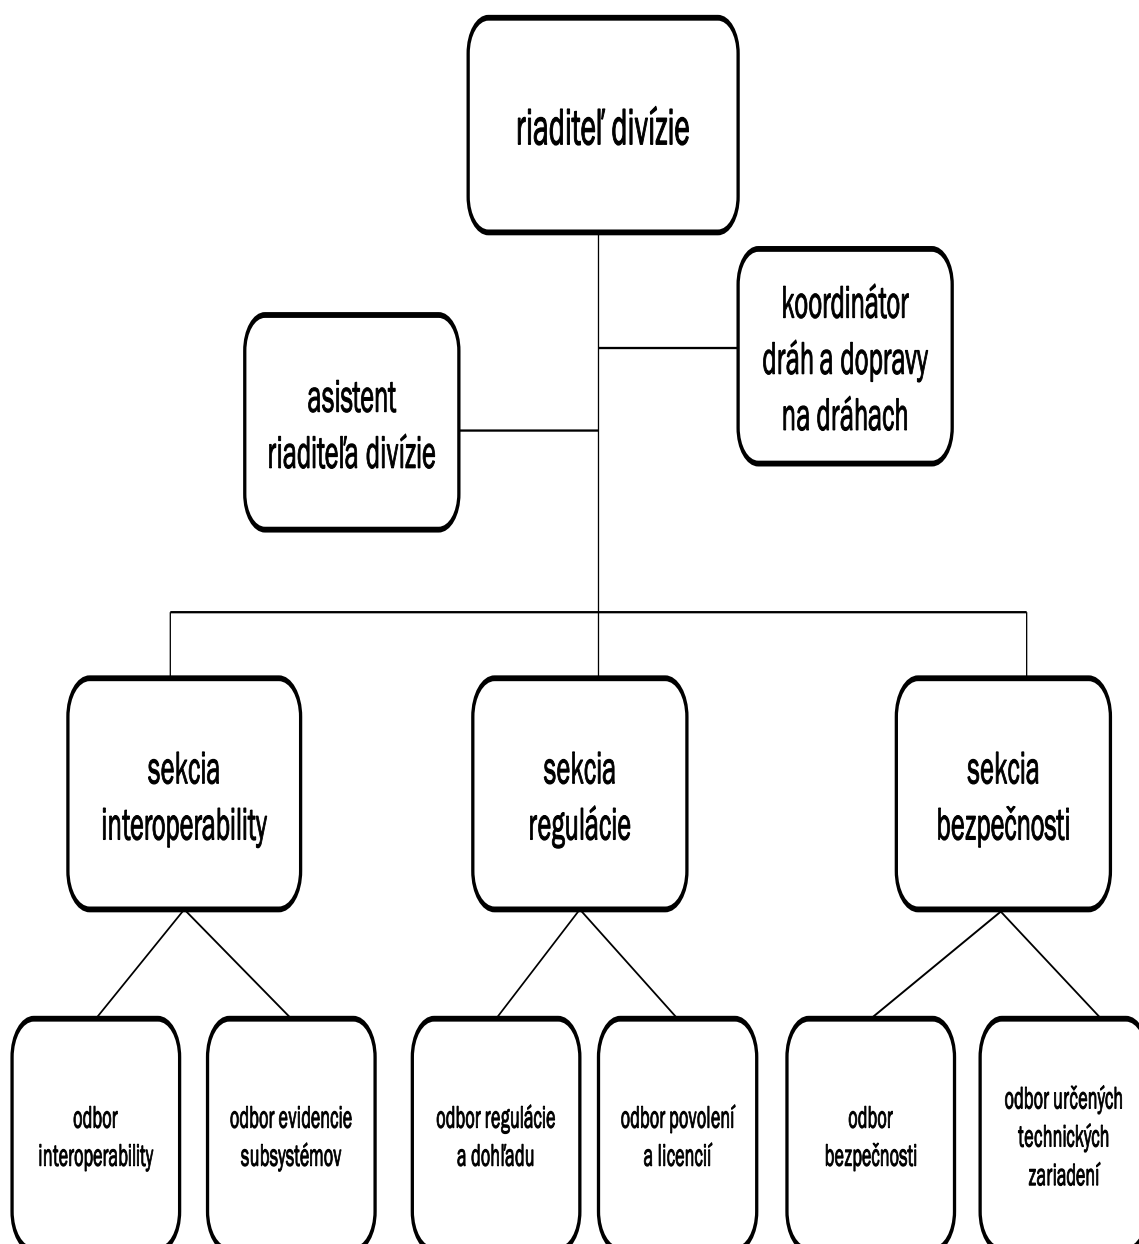 riaditeľ divízie
koordinátor
dráh a dopravy
na dráhach
asistent
riaditeľa divízie
sekcia
interoperability
sekcia
regulácie
sekcia
bezpečnosti
odbor
interoperability
odbor evidencie
subsystémov
odbor regulácie
a dohľadu
odbor povolení
a licencií
odbor
bezpečnosti
odbor určených
technických
zariadení